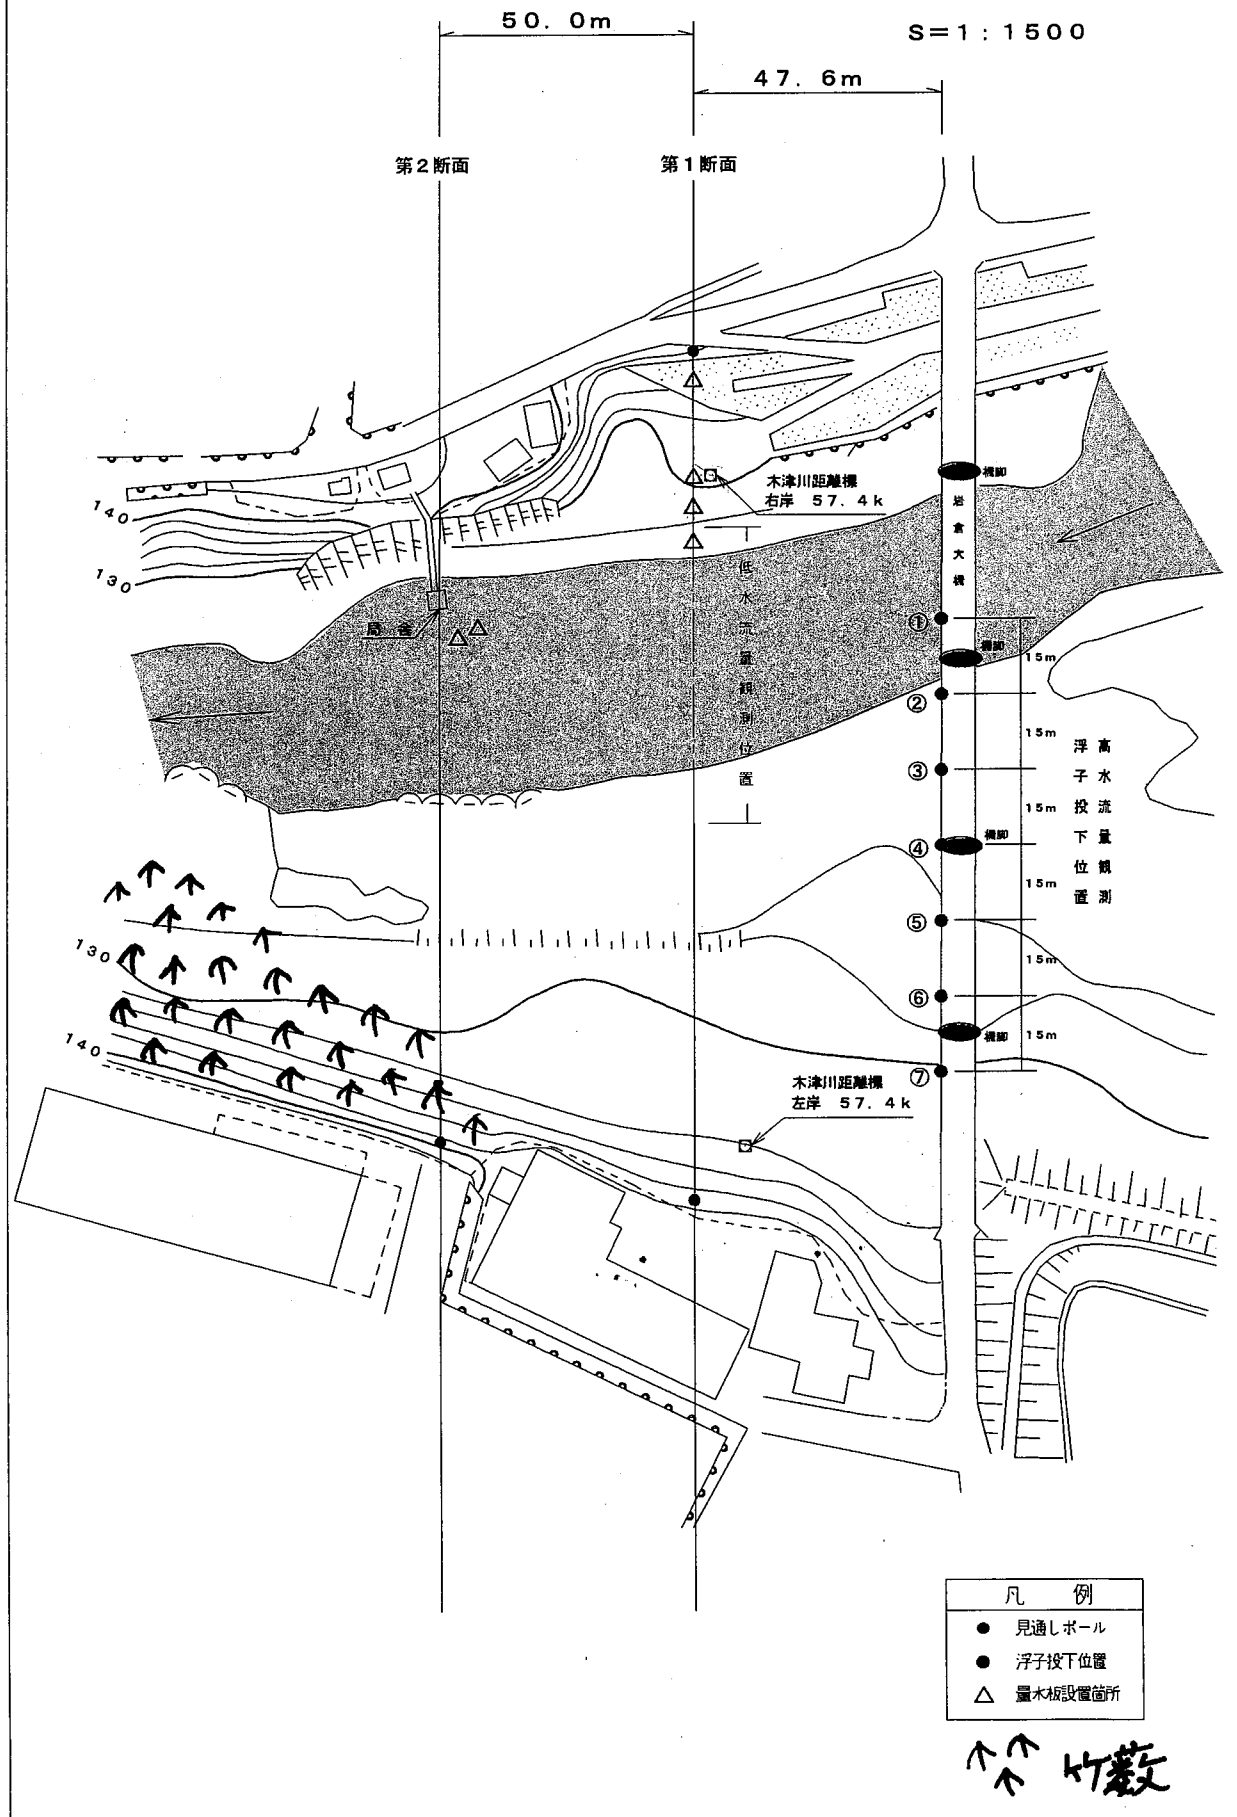 50.0m
S=1:1500
47.6m
第2断面
第1断面
橋脚
木津川距離標
右岸 57.4k
岩倉大橋
140
130
低水流量観測位置
局舎
①
橋脚
15m
②
15m
高水流量観測
浮子投下位置
③
15m
④
橋脚
15m
⑤
130
15m
⑥
橋脚
15m
140
⑦
木津川距離標
左岸 57.4k
凡例
見通しポール
浮子投下位置
量水板設置箇所
竹薮